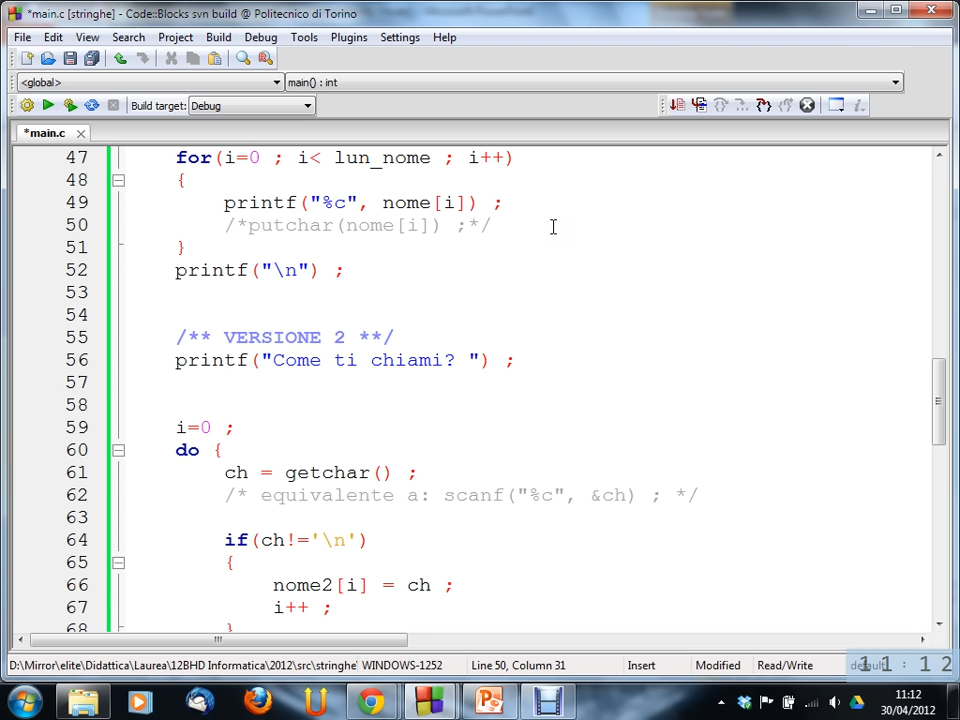 *main.c [stringhe] - Code::Blocks svn build @ Politecnico di Torino
File Edit View Search Project Build Debug Tools Plugins Settings Help
<global> main() : int
Build target: Debug
*main.c
47 for(i=0 ; i< lun_nome ; i++)
48 {
49 printf("%c", nome[i]) ;
50 /*putchar(nome[i]) ;*/
51 }
52 printf("\n") ;
53
54
55 /** VERSIONE 2 **/
56 printf("Come ti chiami? ") ;
57
58
59 i=0 ;
60 do {
61 ch = getchar() ;
62 /* equivalente a: scanf("%c", &ch) ; */
63
64 if(ch!='\n')
65 {
66 nome2[i] = ch ;
67 i++ ;
68 }
D:\Mirror\elite\Didattica\Laurea\12BHD Informatica\2012\src\stringhe WINDOWS-1252 Line 50, Column 31 Insert Modified Read/Write default
11:12
11:12
30/04/2012